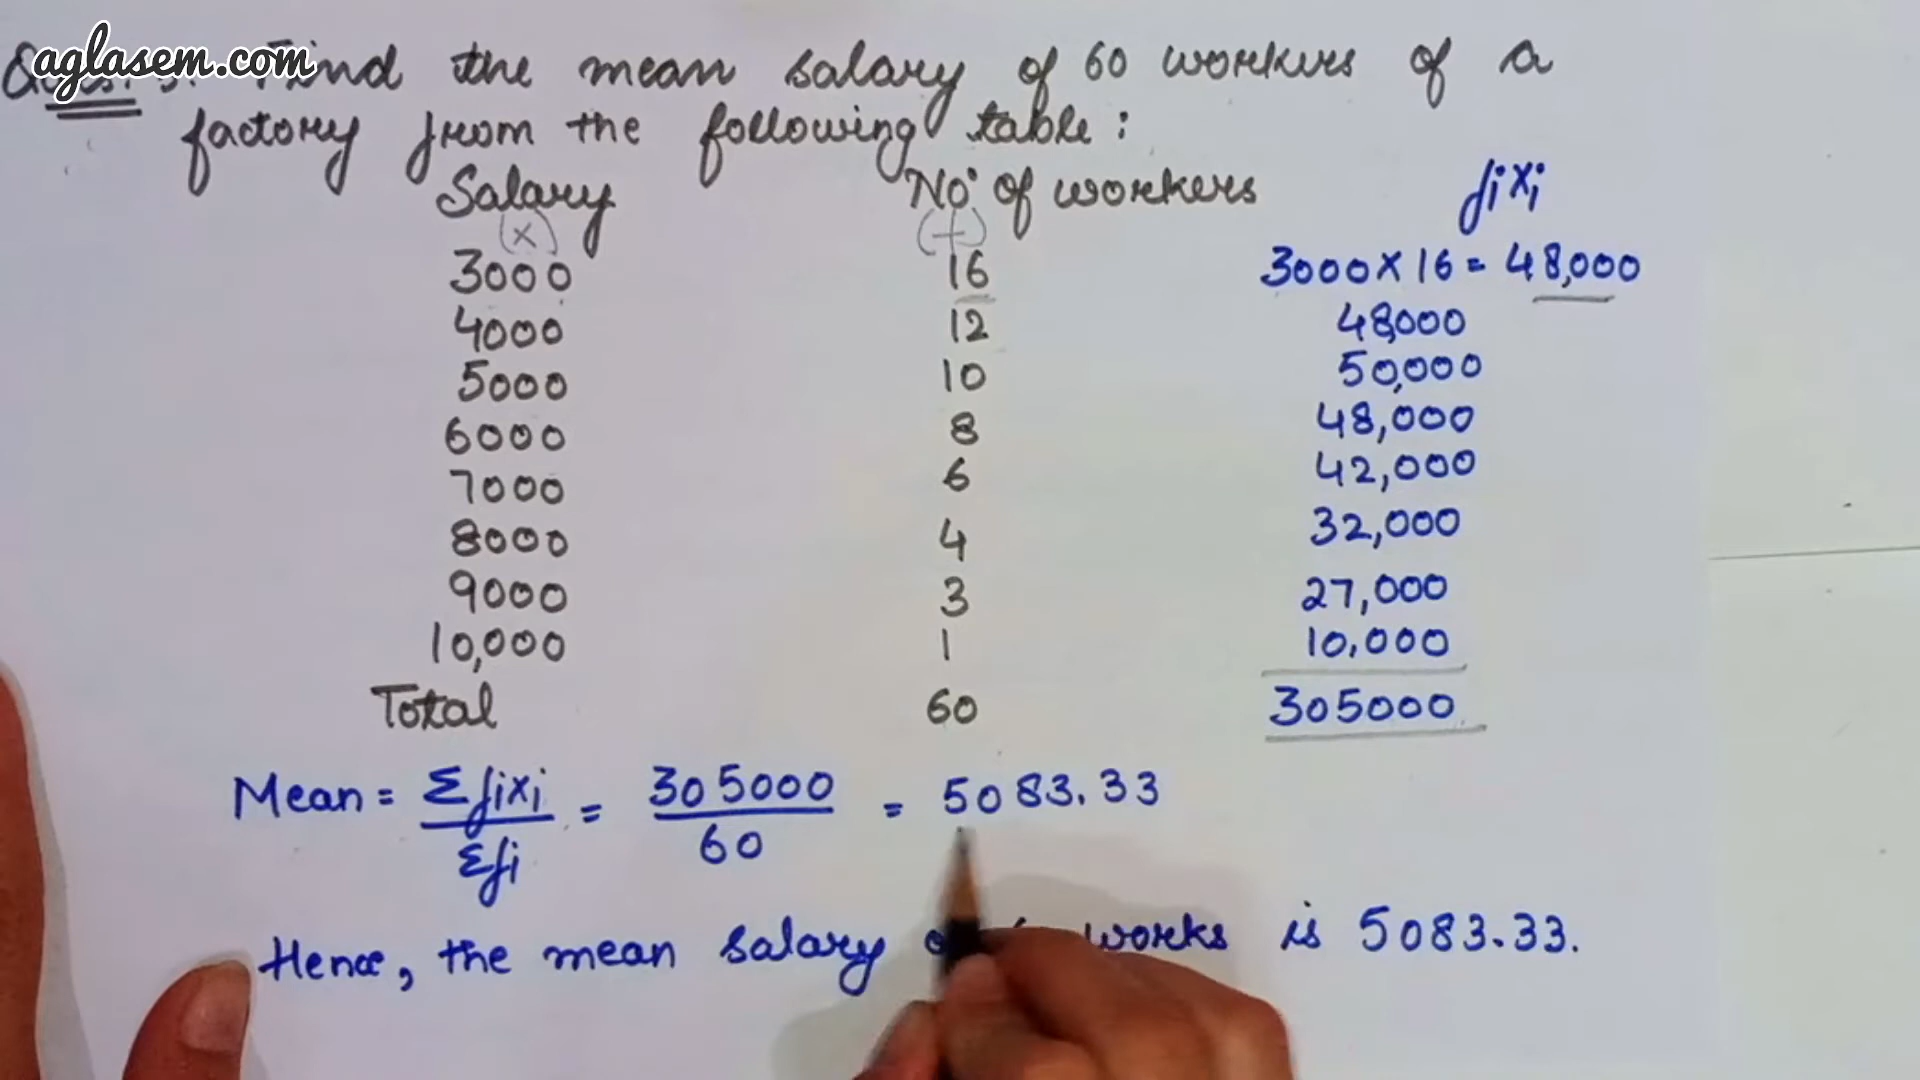 aglasem.com
Find the mean salary of 60 workers of a
factory from the following table:
Salary No. of workers fixi
(x) (f)
3000 16 3000 x 16 = 48,000
4000 12 48,000
5000 10 50,000
6000 8 48,000
7000 6 42,000
8000 4 32,000
9000 3 27,000
10,000 1 10,000
Total 60 305000
Mean = Σfixi / Σfi = 305000 / 60 = 5083.33
Hence, the mean salary works is 5083.33.